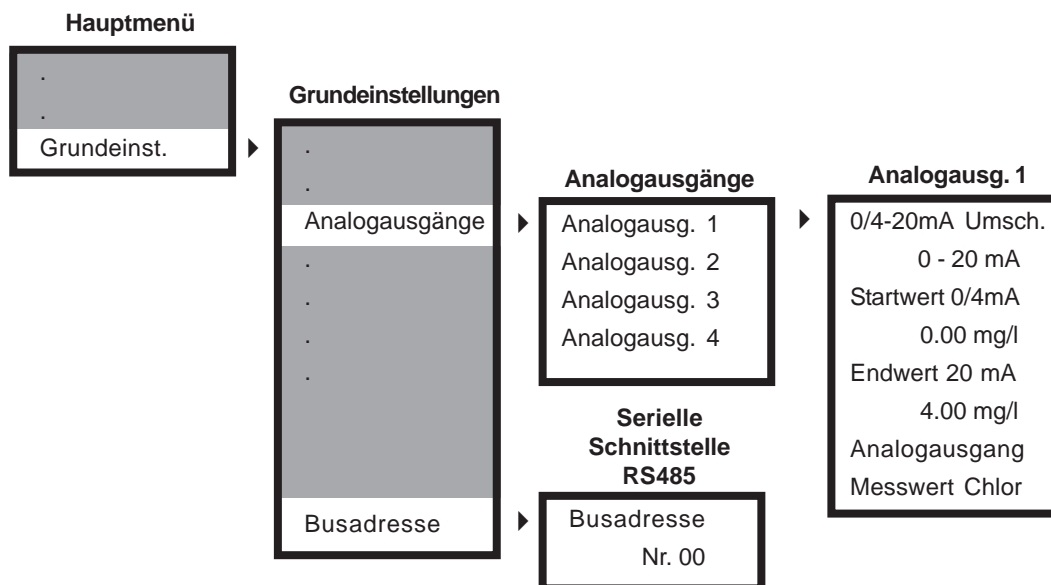 Hauptmenü
.
.
Grundeinst.
Grundeinstellungen
.
.
Analogausgänge
.
.
.
.
Busadresse
Analogausgänge
Analogausg. 1
Analogausg. 2
Analogausg. 3
Analogausg. 4
Serielle
Schnittstelle
RS485
Busadresse
Nr. 00
Analogausg. 1
0/4-20mA Umsch.
0 - 20 mA
Startwert 0/4mA
0.00 mg/l
Endwert 20 mA
4.00 mg/l
Analogausgang
Messwert Chlor